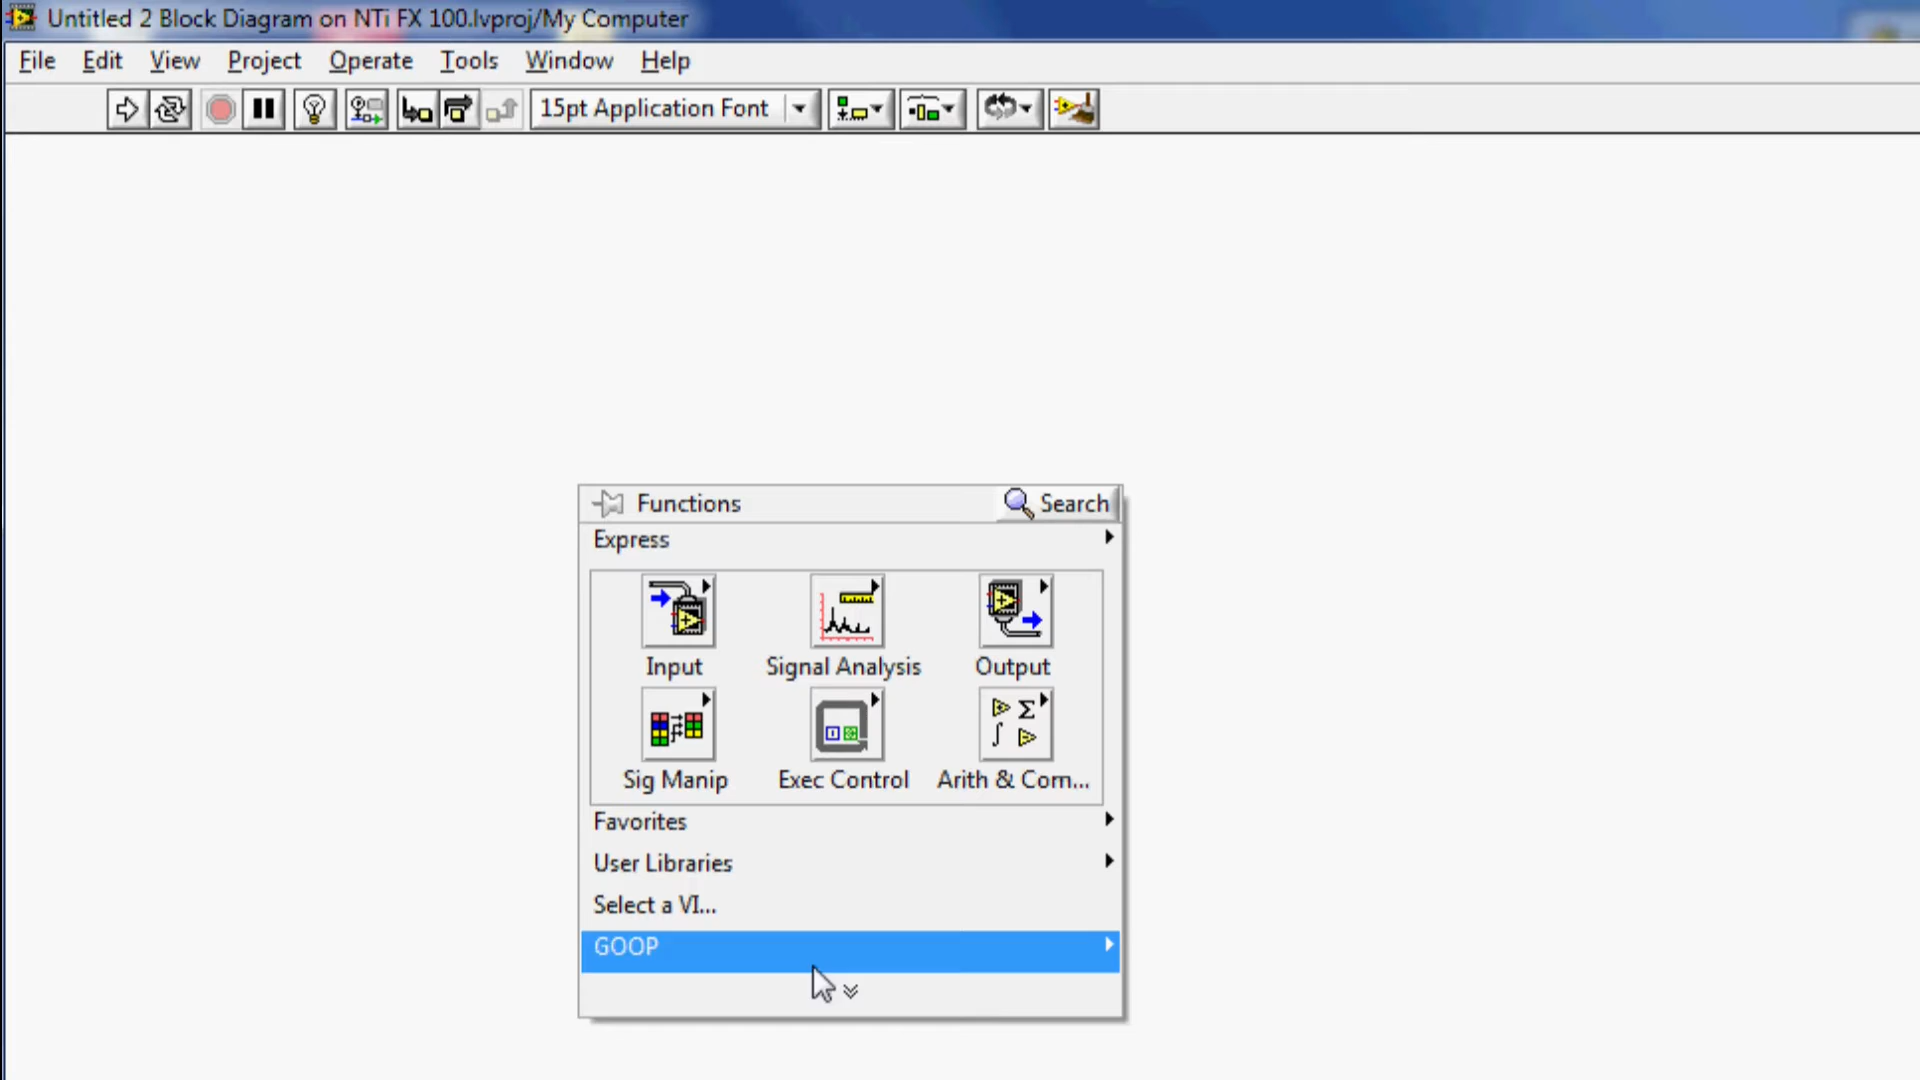 Untitled 2 Block Diagram on NTi FX 100.lvproj/My Computer
File Edit View Project Operate Tools Window Help
15pt Application Font
Functions Search
Express
Input Signal Analysis Output
Sig Manip Exec Control Arith & Com...
Favorites
User Libraries
Select a VI...
GOOP